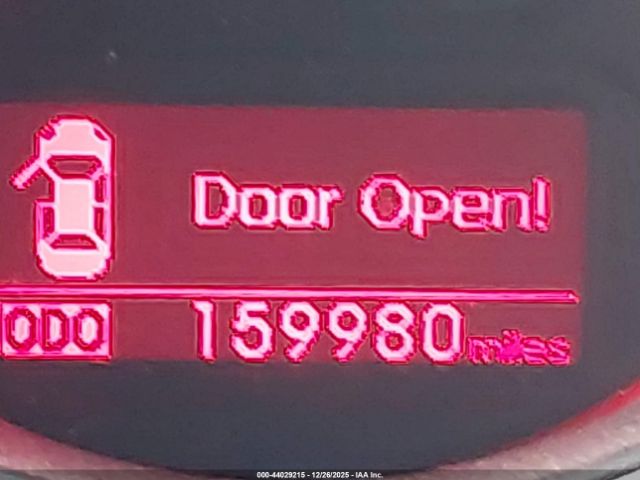 Door Open!
ODO 159980 miles
000-44029215 - 12/26/2025 - IAA Inc.